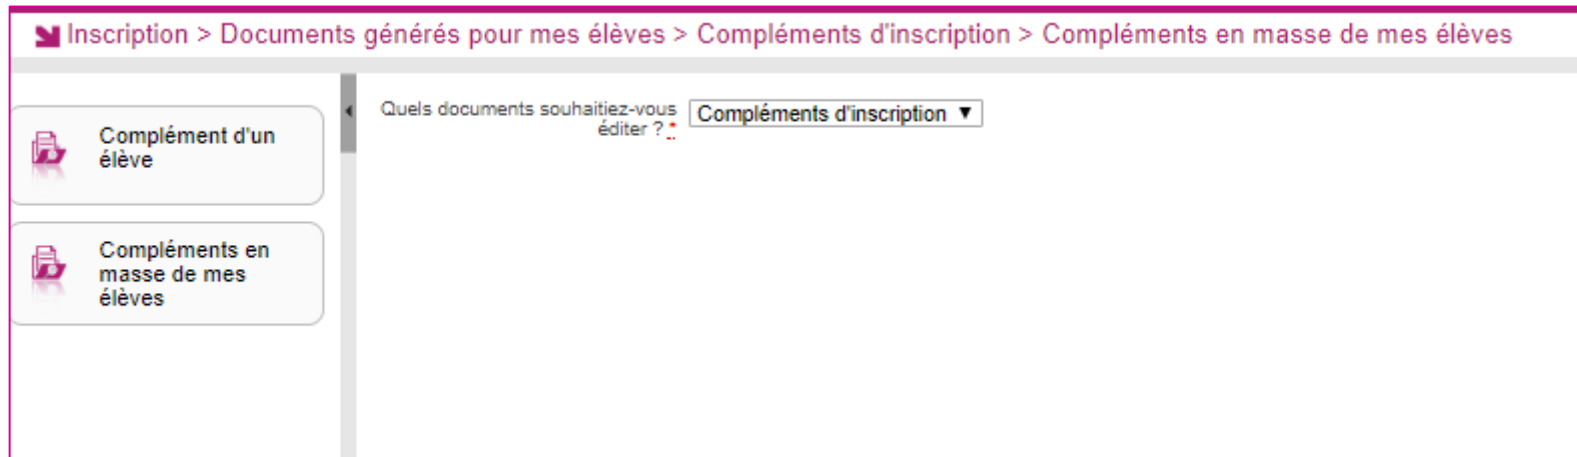 Inscription > Documents générés pour mes élèves > Compléments d'inscription > Compléments en masse de mes élèves
Complément d'un
élève
Compléments en
masse de mes
élèves
Quels documents souhaitiez-vous
éditer ? *
Compléments d'inscription ▼